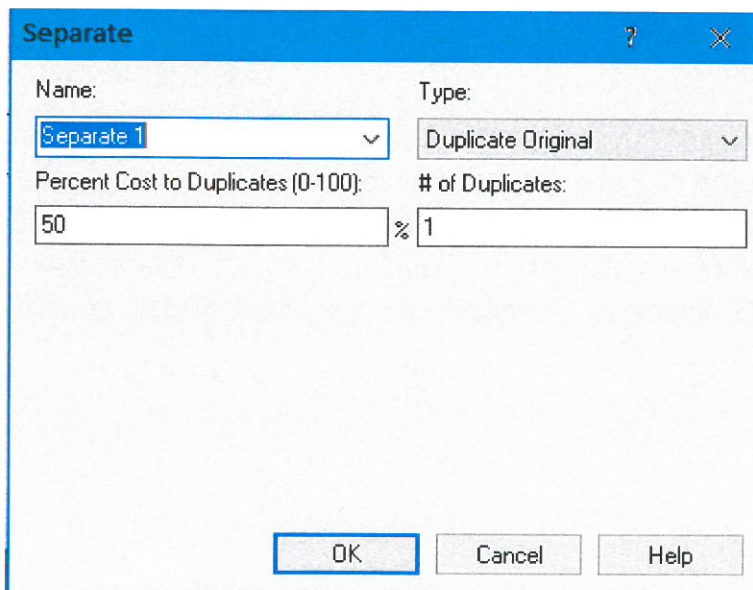 Separate ?
Name: Type:
Separate 1 Duplicate Original
Percent Cost to Duplicates (0-100): # of Duplicates:
50 % 1
OK Cancel Help